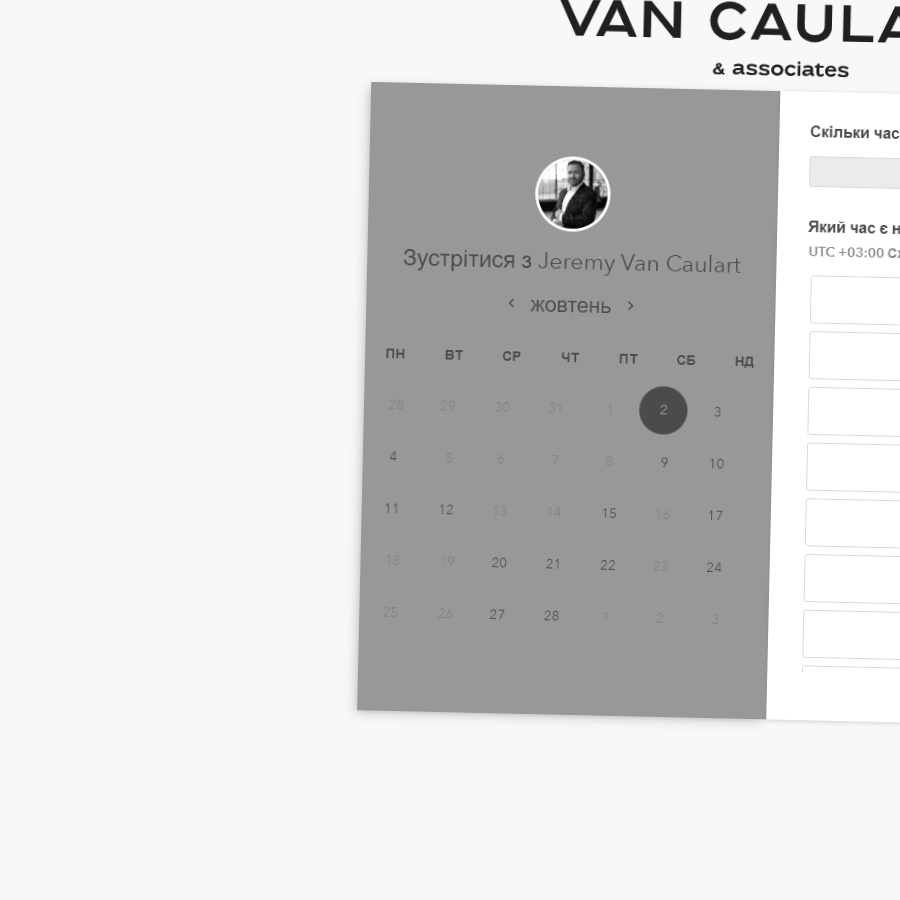 VAN CAULA
& associates
Зустрітися з Jeremy Van Caulart
жовтень
ПН ВТ СР ЧТ ПТ СБ НД
28 29 30 31 1 2 3
4 5 6 7 8 9 10
11 12 13 14 15 16 17
18 19 20 21 22 23 24
25 26 27 28 1 2 3
Скільки час
Який час є н
UTC +03:00